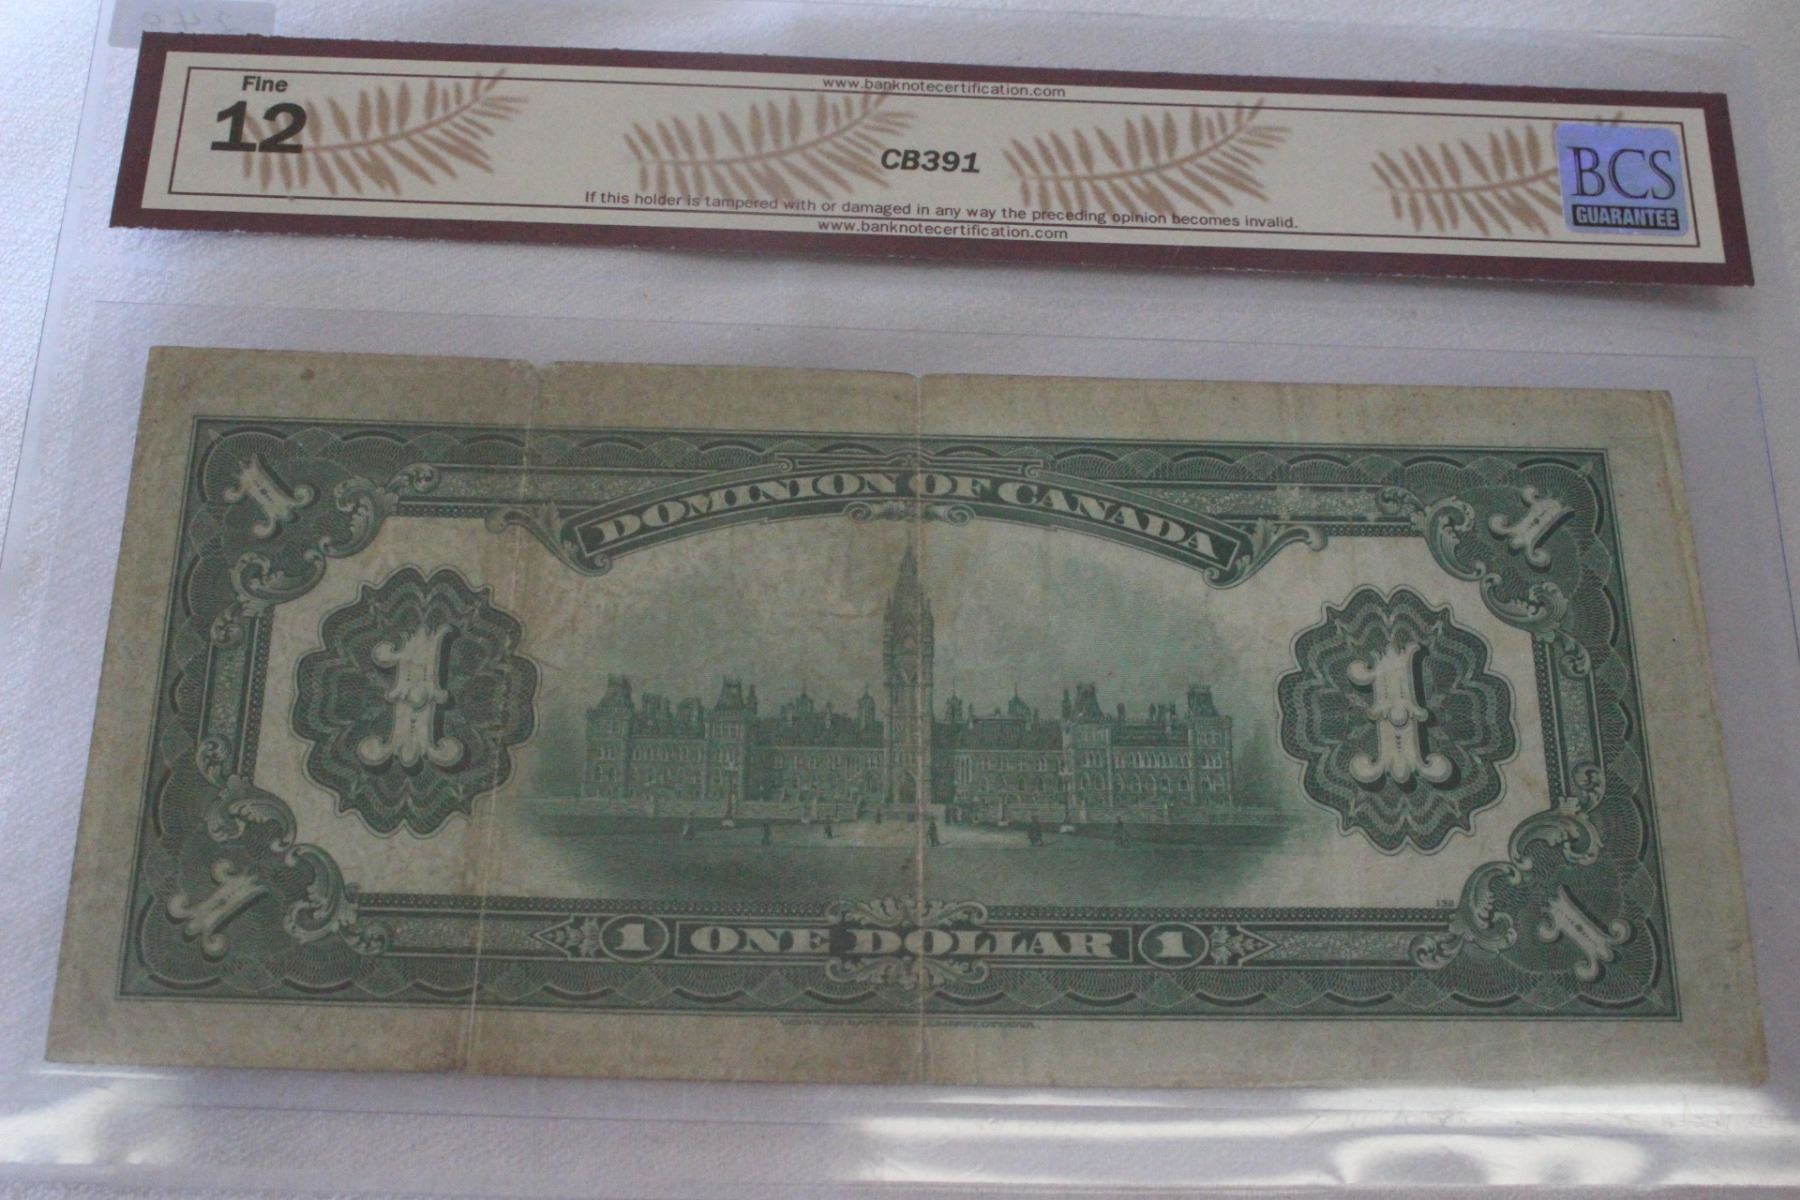 Fine
12
www.banknotecertification.com
CB391
If this holder is tampered with or damaged in any way the preceding opinion becomes invalid.
www.banknotecertification.com
BCS
GUARANTEE
1 1
DOMINION OF CANADA
1 1
1 1
1 ONE DOLLAR 1